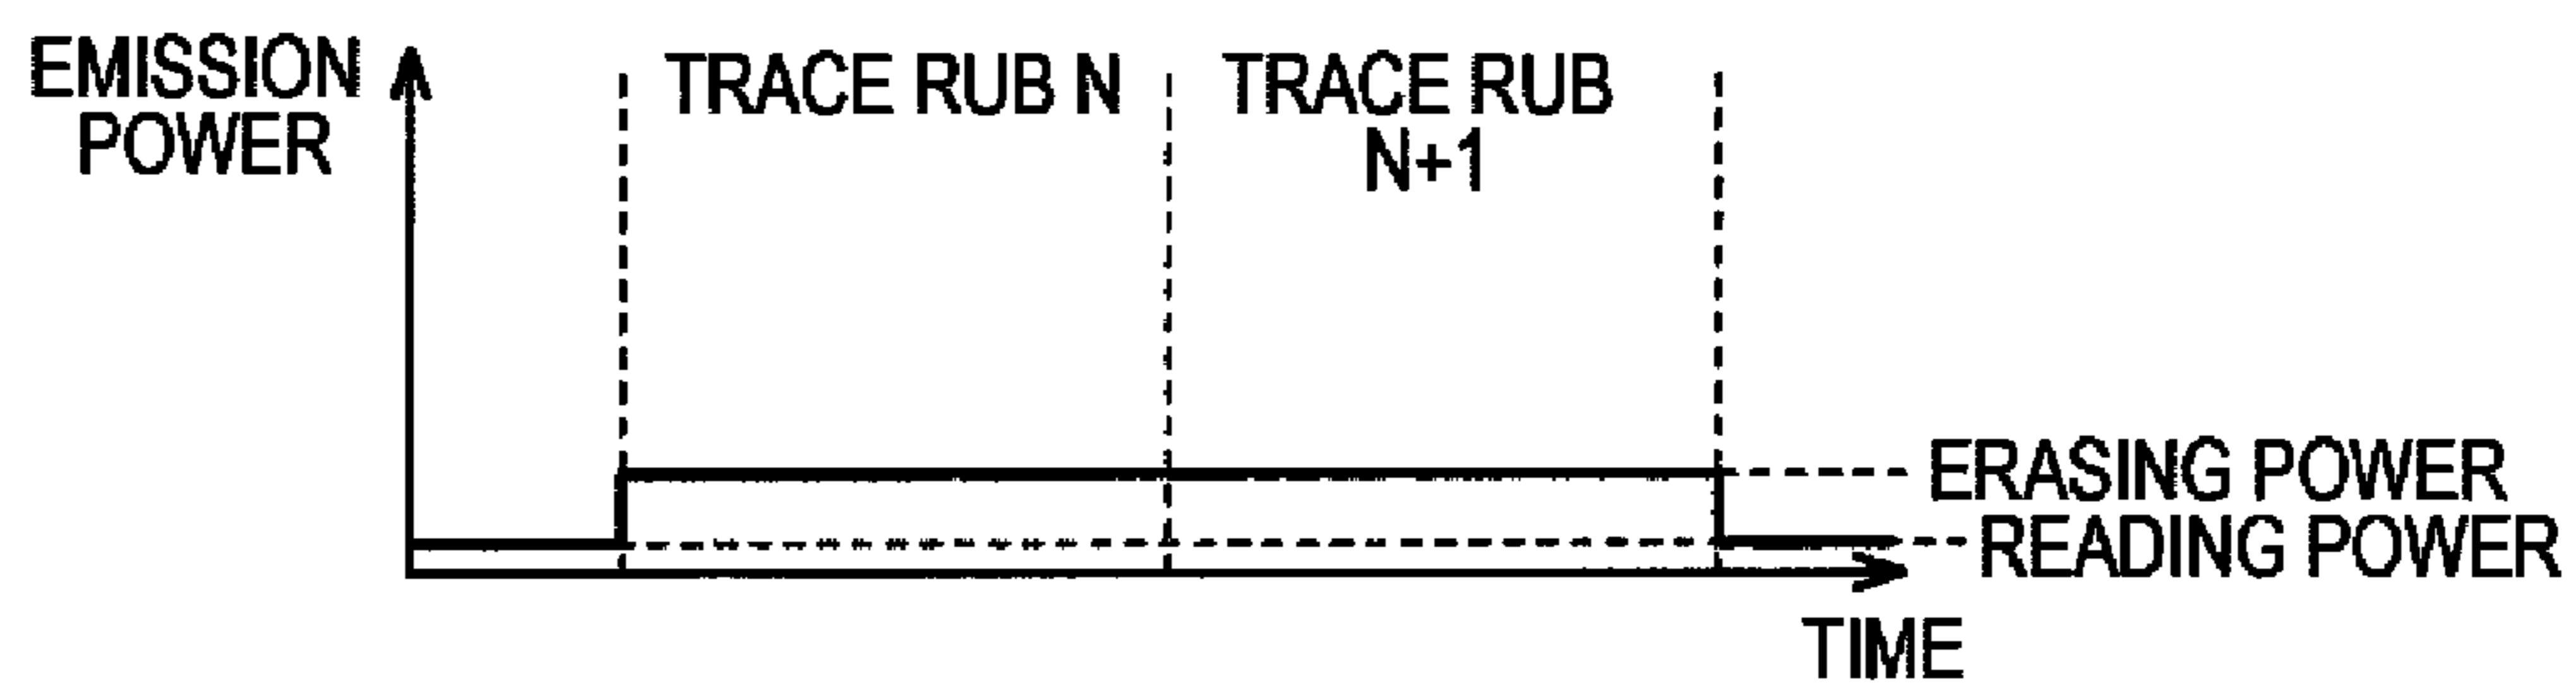 EMISSION
POWER
TRACE RUB N
TRACE RUB
N+1
ERASING POWER
READING POWER
TIME